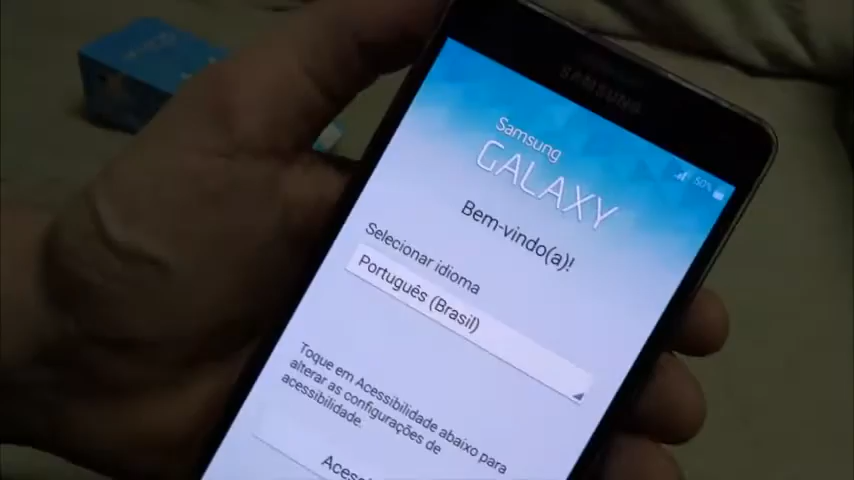 SAMSUNG
50%
Samsung
GALAXY
Bem-vindo(a)!
Selecionar idioma
Português (Brasil)
Toque em Acessibilidade abaixo para
alterar as configurações de
acessibilidade.